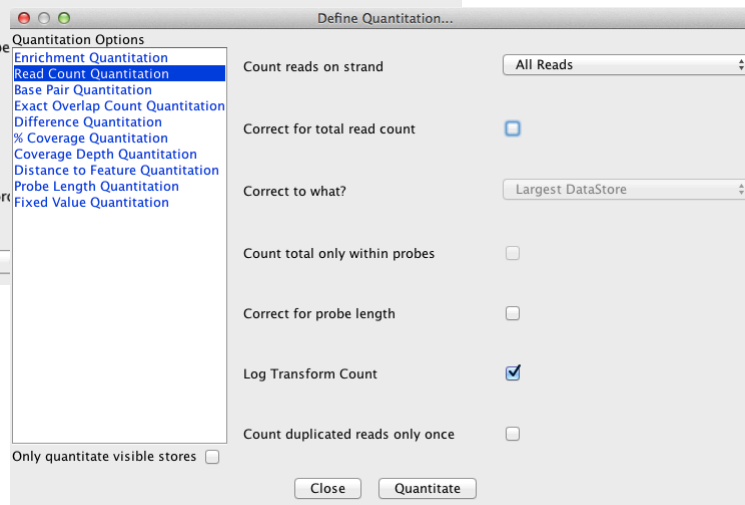 Define Quantitation...
Quantitation Options
Enrichment Quantitation
Read Count Quantitation
Base Pair Quantitation
Exact Overlap Count Quantitation
Difference Quantitation
% Coverage Quantitation
Coverage Depth Quantitation
Distance to Feature Quantitation
Probe Length Quantitation
Fixed Value Quantitation
Only quantitate visible stores
Count reads on strand All Reads
Correct for total read count
Correct to what? Largest DataStore
Count total only within probes
Correct for probe length
Log Transform Count
Count duplicated reads only once
Close Quantitate